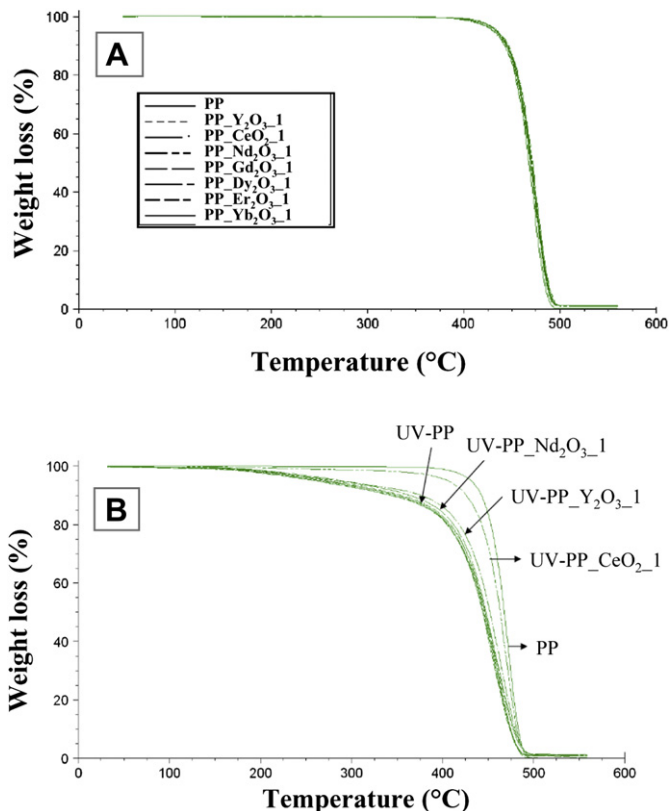 A
Weight loss (%)
100
80
60
40
20
0
PP
PP_Y₂O₃_1
PP_CeO₂_1
PP_Nd₂O₃_1
PP_Gd₂O₃_1
PP_Dy₂O₃_1
PP_Er₂O₃_1
PP_Yb₂O₃_1
0 100 200 300 400 500 600
Temperature (°C)
UV-PP
UV-PP_Nd₂O₃_1
UV-PP_Y₂O₃_1
UV-PP_CeO₂_1
PP
B
Weight loss (%)
100
80
60
40
20
0
0 100 200 300 400 500 600
Temperature (°C)